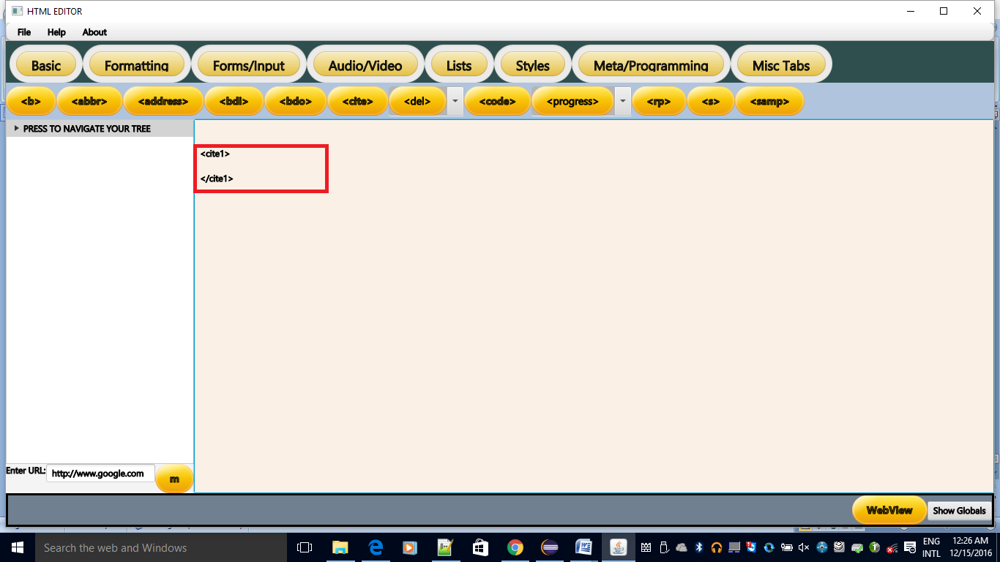 HTML EDITOR
File Help About
Basic Formatting Forms/Input Audio/Video Lists Styles Meta/Programming Misc Tabs
<b> <abbr> <address> <bdi> <bdo> <cite> <del> <code> <progress> <rp> <s> <samp>
PRESS TO NAVIGATE YOUR TREE
<cite1>
</cite1>
Enter URL: http://www.google.com m
WebView Show Globals
Search the web and Windows
ENG 12:26 AM
INTL 12/15/2016